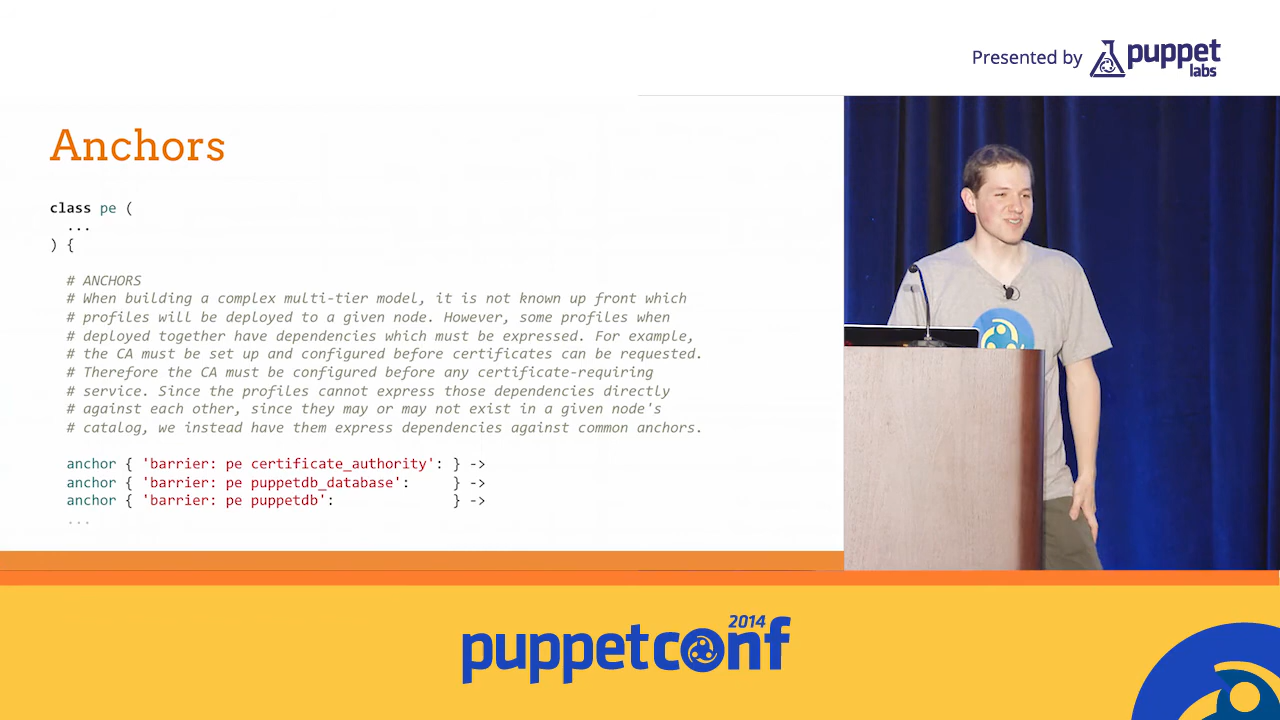 Presented by puppet labs
Anchors
class pe (
...
) {
# ANCHORS
# When building a complex multi-tier model, it is not known up front which
# profiles will be deployed to a given node. However, some profiles when
# deployed together have dependencies which must be expressed. For example,
# the CA must be set up and configured before certificates can be requested.
# Therefore the CA must be configured before any certificate-requiring
# service. Since the profiles cannot express those dependencies directly
# against each other, since they may or may not exist in a given node's
# catalog, we instead have them express dependencies against common anchors.
anchor { 'barrier: pe certificate_authority': } ->
anchor { 'barrier: pe puppetdb_database': } ->
anchor { 'barrier: pe puppetdb': } ->
...
puppetconf 2014